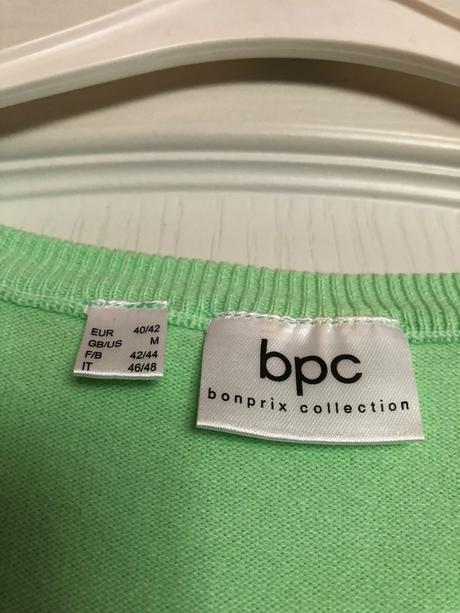 EUR 40/42
GB/US M
F/B 42/44
IT 46/48
bpc
bonprix collection